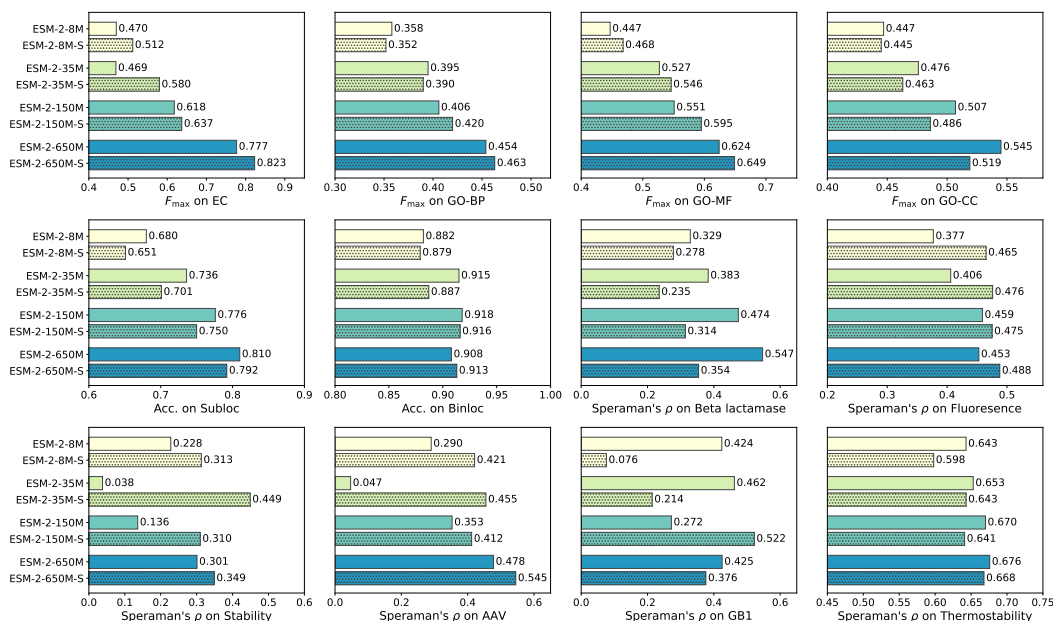 ESM-2-8M 0.470 0.358 0.447 0.447
ESM-2-8M-S 0.512 0.352 0.468 0.445
ESM-2-35M 0.469 0.395 0.527 0.476
ESM-2-35M-S 0.580 0.390 0.546 0.463
ESM-2-150M 0.618 0.406 0.551 0.507
ESM-2-150M-S 0.637 0.420 0.595 0.486
ESM-2-650M 0.777 0.454 0.624 0.545
ESM-2-650M-S 0.823 0.463 0.649 0.519
0.4 0.5 0.6 0.7 0.8 0.9 0.30 0.35 0.40 0.45 0.50 0.4 0.5 0.6 0.7 0.40 0.45 0.50 0.55
Fmax on EC Fmax on GO-BP Fmax on GO-MF Fmax on GO-CC
ESM-2-8M 0.680 0.882 0.329 0.377
ESM-2-8M-S 0.651 0.879 0.278 0.465
ESM-2-35M 0.736 0.915 0.383 0.406
ESM-2-35M-S 0.701 0.887 0.235 0.476
ESM-2-150M 0.776 0.918 0.474 0.459
ESM-2-150M-S 0.750 0.916 0.314 0.475
ESM-2-650M 0.810 0.908 0.547 0.453
ESM-2-650M-S 0.792 0.913 0.354 0.488
0.6 0.7 0.8 0.9 0.80 0.85 0.90 0.95 1.00 0.0 0.2 0.4 0.6 0.2 0.3 0.4 0.5
Acc. on Subloc Acc. on Binloc Speraman's ρ on Beta lactamase Speraman's ρ on Fluoresence
ESM-2-8M 0.228 0.290 0.424 0.643
ESM-2-8M-S 0.313 0.421 0.076 0.598
ESM-2-35M 0.038 0.047 0.462 0.653
ESM-2-35M-S 0.449 0.455 0.214 0.643
ESM-2-150M 0.136 0.353 0.272 0.670
ESM-2-150M-S 0.310 0.412 0.522 0.641
ESM-2-650M 0.301 0.478 0.425 0.676
ESM-2-650M-S 0.349 0.545 0.376 0.668
0.0 0.1 0.2 0.3 0.4 0.5 0.6 0.0 0.2 0.4 0.6 0.0 0.2 0.4 0.6 0.45 0.50 0.55 0.60 0.65 0.70 0.75
Speraman's ρ on Stability Speraman's ρ on AAV Speraman's ρ on GB1 Speraman's ρ on Thermostability